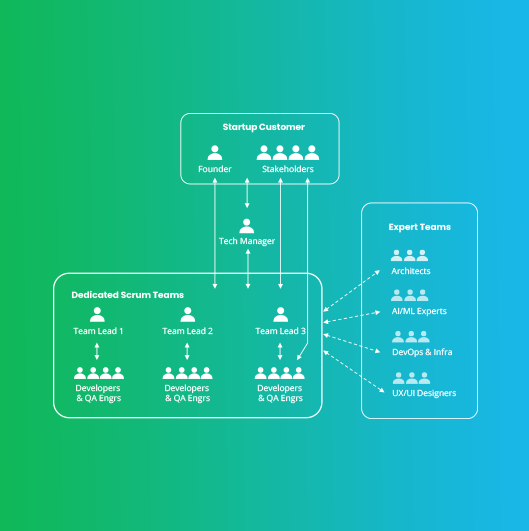 Startup Customer
Founder
Stakeholders
Tech Manager
Expert Teams
Architects
AI/ML Experts
DevOps & Infra
UX/UI Designers
Dedicated Scrum Teams
Team Lead 1
Team Lead 2
Team Lead 3
Developers
& QA Engrs
Developers
& QA Engrs
Developers
& QA Engrs